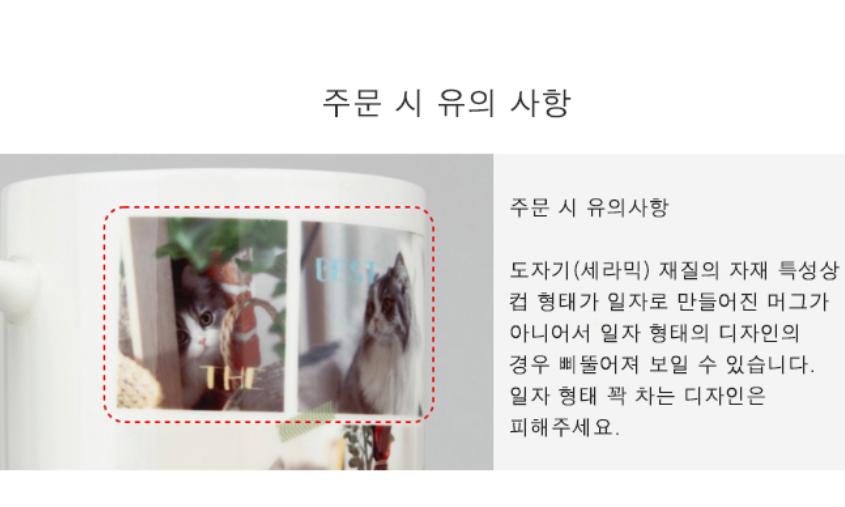 주문 시 유의 사항
주문 시 유의사항
도자기(세라믹) 재질의 자재 특성상
컵 형태가 일자로 만들어진 머그가
아니어서 일자 형태의 디자인의
경우 삐뚤어져 보일 수 있습니다.
일자 형태 꽉 차는 디자인은
피해주세요.
BEST
THE